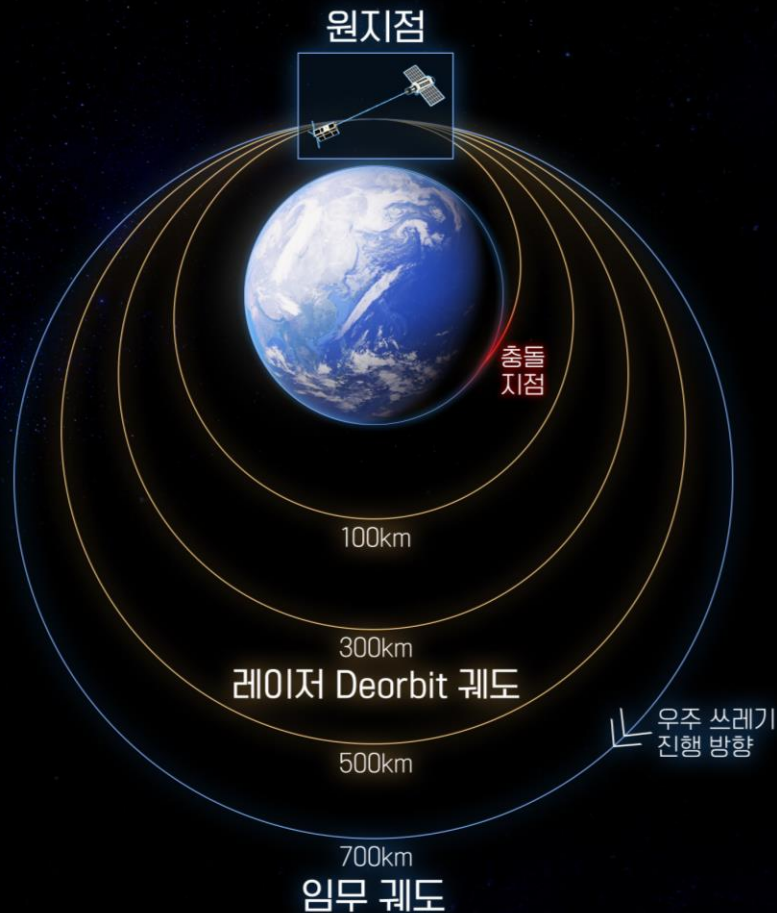 원지점
충돌
지점
100km
300km
레이저 Deorbit 궤도
우주 쓰레기
진행 방향
500km
700km
임무 궤도